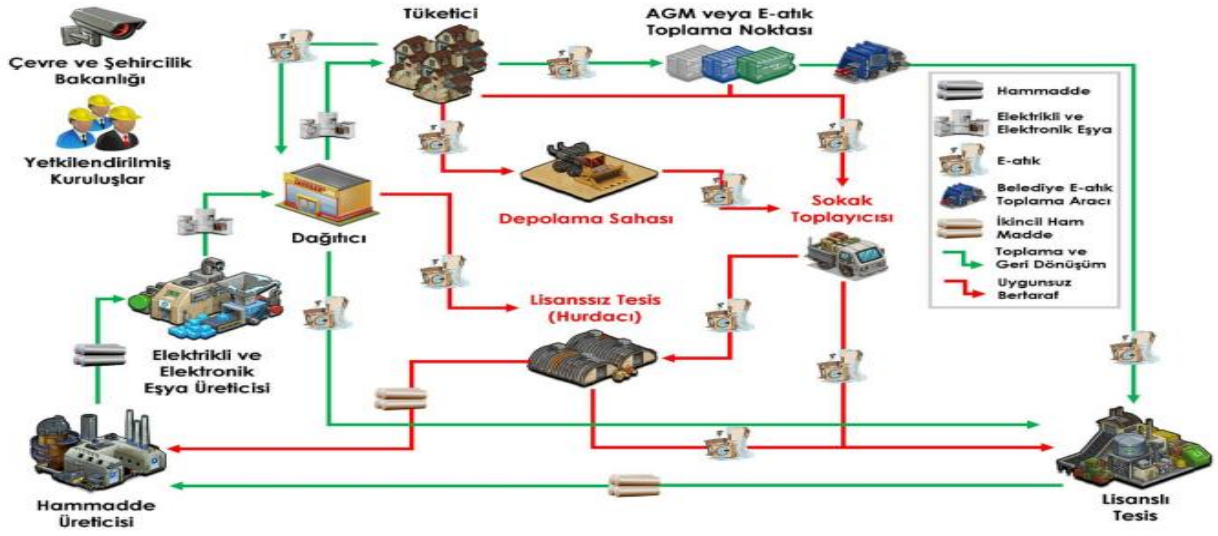 Çevre ve Şehircilik
Bakanlığı
Yetkilendirilmiş
Kuruluşlar
Tüketici
AGM veya E-atık
Toplama Noktası
Hammadde
Elektrikli ve
Elektronik Eşya
E-atık
Belediye E-atık
Toplama Aracı
İkincil Ham
Madde
Toplama ve
Geri Dönüşüm
Uygunsuz
Bertaraf
Dağıtıcı
Depolama Sahası
Sokak
Toplayıcısı
Elektrikli ve
Elektronik
Eşya Üreticisi
Lisanssız Tesis
(Hurdacı)
Hammadde
Üreticisi
Lisanslı
Tesis